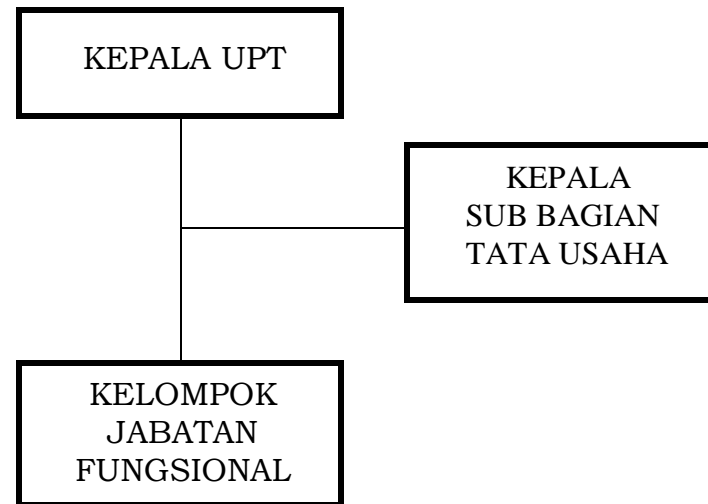 KEPALA UPT
KEPALA
SUB BAGIAN
TATA USAHA
KELOMPOK
JABATAN
FUNGSIONAL